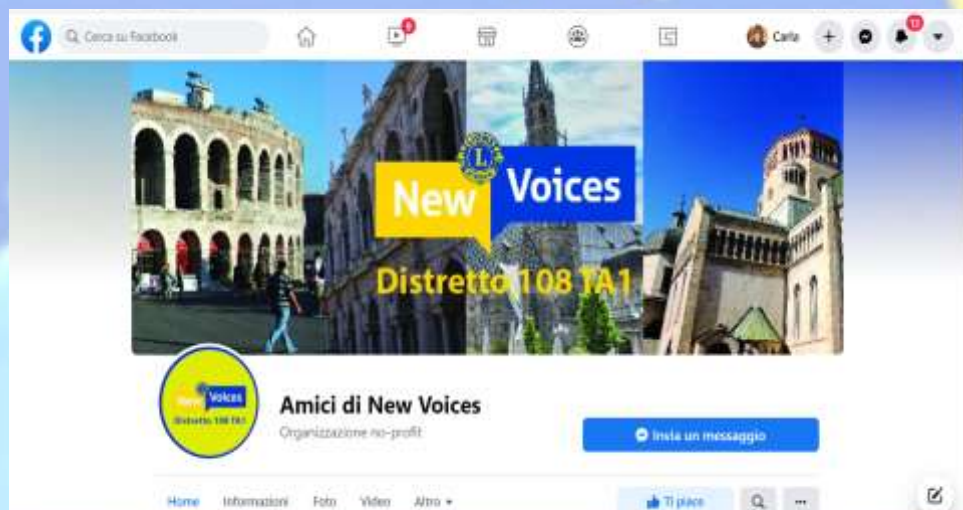 Cerca su Facebook
9
Carla
New Voices
Distretto 108 TA1
New Voices
Distretto 108 TA1
Amici di New Voices
Organizzazione no-profit
Invia un messaggio
Home Informazioni Foto Video Altro
Ti piace